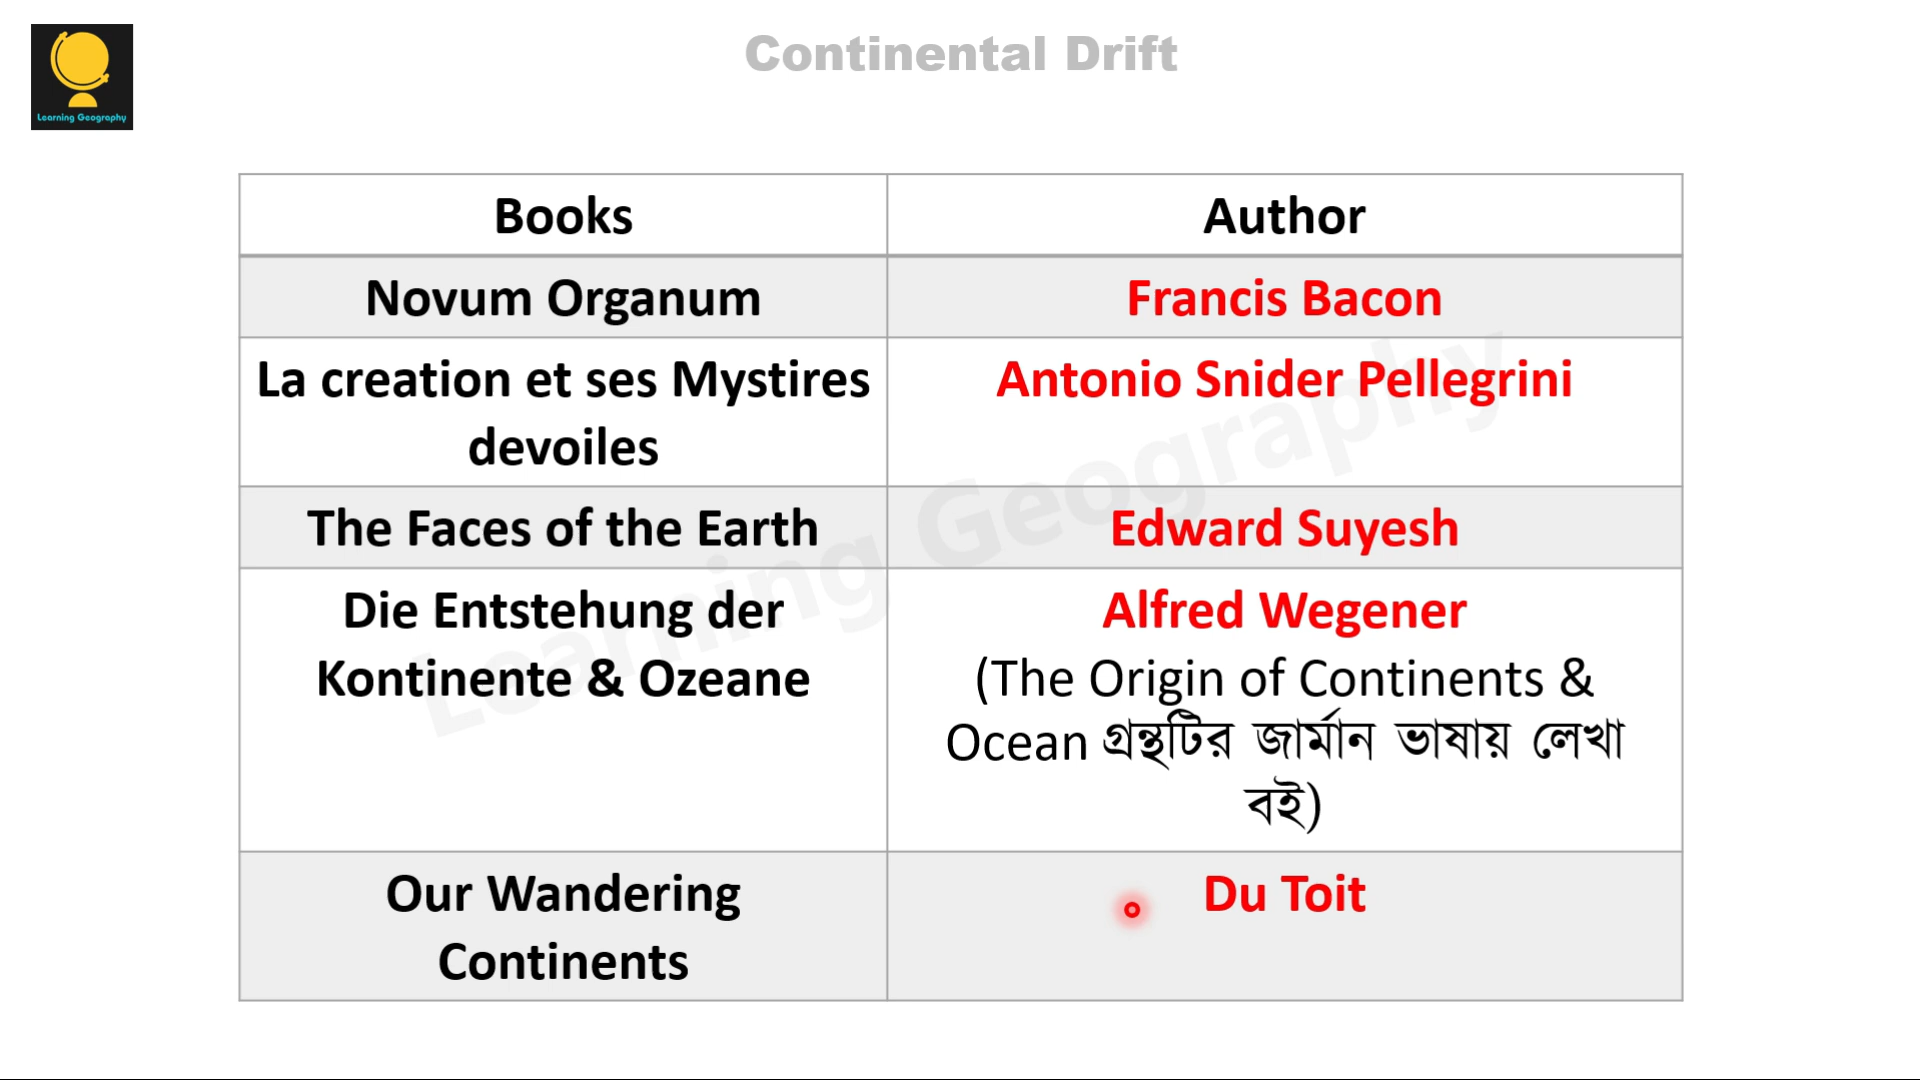 Continental Drift
Learning Geography
Books
Author
Novum Organum
Francis Bacon
La creation et ses Mystires
devoiles
Antonio Snider Pellegrini
The Faces of the Earth
Edward Suyesh
Die Entstehung der
Kontinente & Ozeane
Alfred Wegener
(The Origin of Continents &
Ocean গ্রন্থটির জার্মান ভাষায় লেখা
বই)
Our Wandering
Continents
Du Toit
Learning Geography